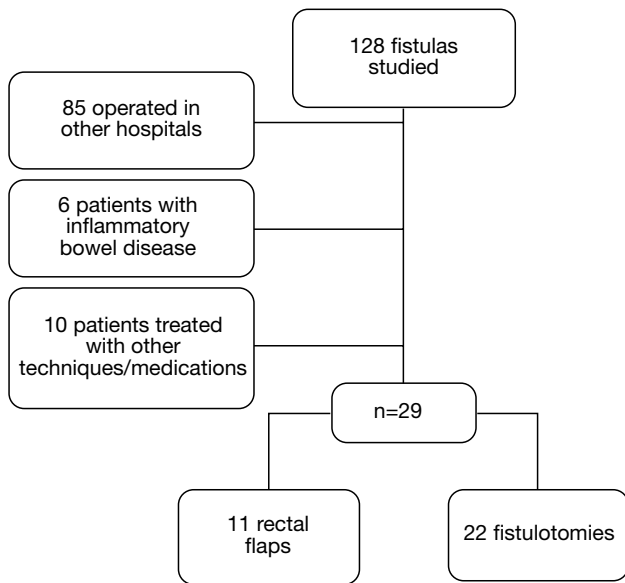 128 fistulas
studied
85 operated in
other hospitals
6 patients with
inflammatory
bowel disease
10 patients treated
with other
techniques/medications
n=29
11 rectal
flaps
22 fistulotomies